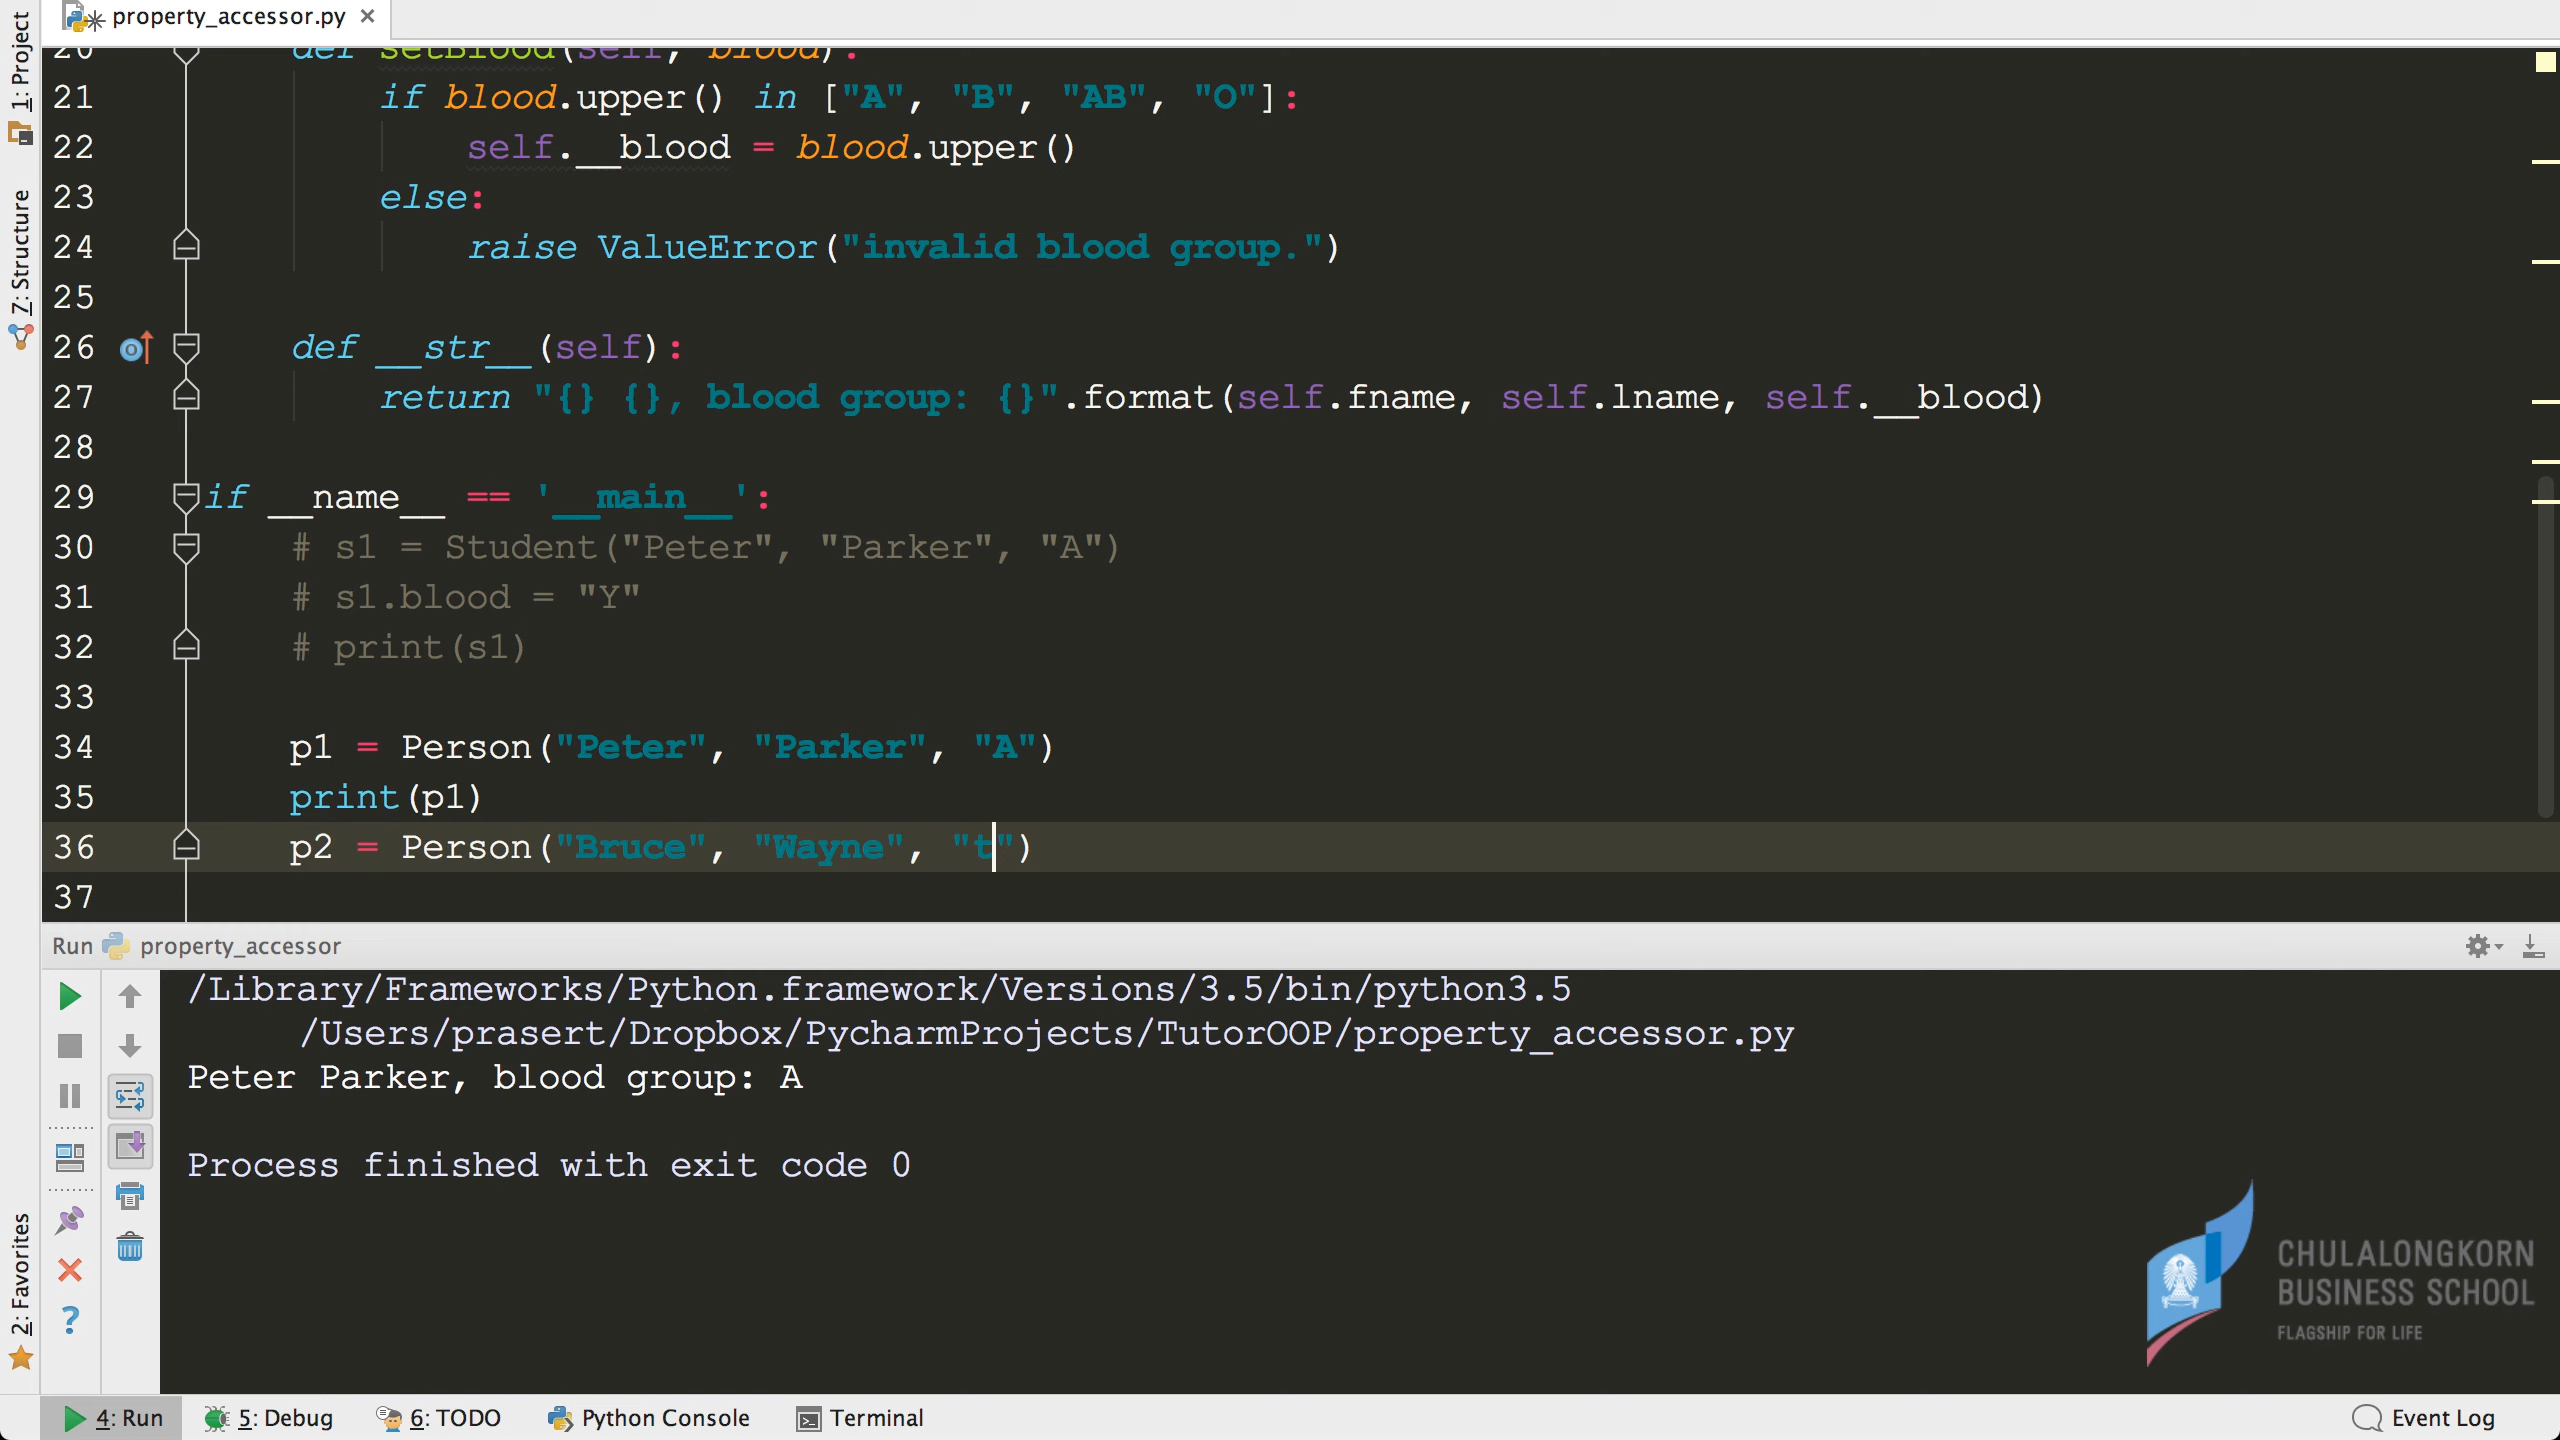 property_accessor.py
1: Project
7: Structure
2: Favorites
20 def setBlood(self, blood):
21 if blood.upper() in ["A", "B", "AB", "O"]:
22 self.__blood = blood.upper()
23 else:
24 raise ValueError("invalid blood group.")
25
26 def __str__(self):
27 return "{} {}, blood group: {}".format(self.fname, self.lname, self.__blood)
28
29 if __name__ == '__main__':
30 # s1 = Student("Peter", "Parker", "A")
31 # s1.blood = "Y"
32 # print(s1)
33
34 p1 = Person("Peter", "Parker", "A")
35 print(p1)
36 p2 = Person("Bruce", "Wayne", "t")
37
Run property_accessor
/Library/Frameworks/Python.framework/Versions/3.5/bin/python3.5
/Users/prasert/Dropbox/PycharmProjects/TutorOOP/property_accessor.py
Peter Parker, blood group: A
Process finished with exit code 0
CHULALONGKORN
BUSINESS SCHOOL
FLAGSHIP FOR LIFE
4: Run 5: Debug 6: TODO Python Console Terminal Event Log